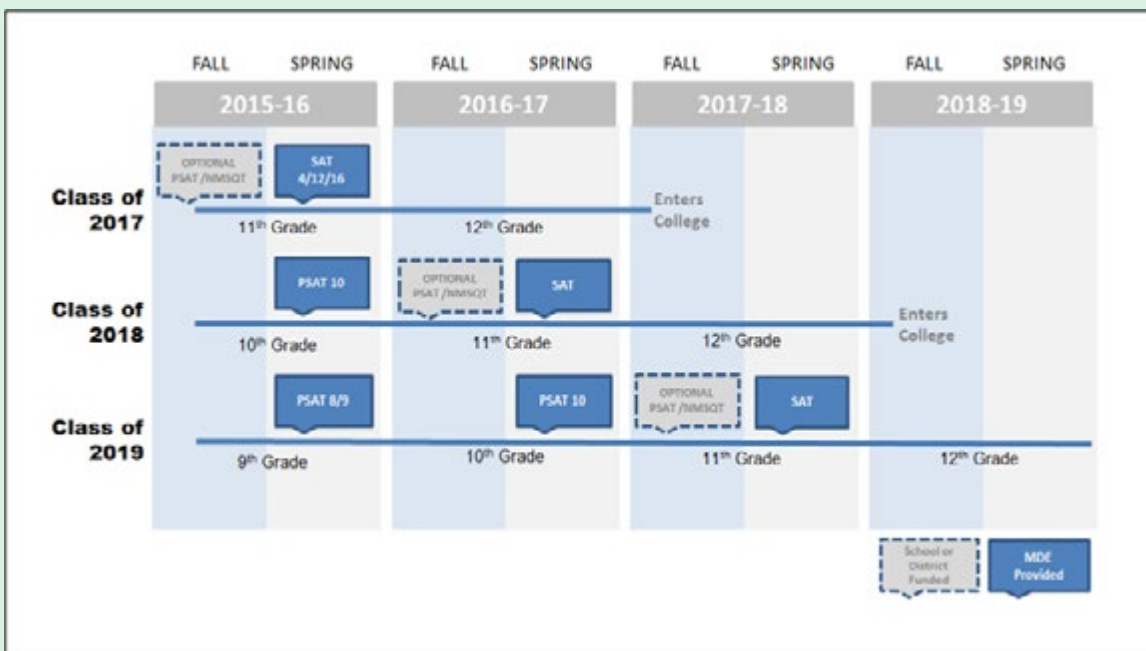 FALL SPRING FALL SPRING FALL SPRING FALL SPRING
2015-16 2016-17 2017-18 2018-19
OPTIONAL
PSAT /NMSQT
SAT
4/12/16
Class of
2017
11th Grade
12th Grade
Enters
College
PSAT 10
OPTIONAL
PSAT /NMSQT
SAT
Class of
2018
10th Grade
11th Grade
12th Grade
Enters
College
PSAT 8/9
PSAT 10
OPTIONAL
PSAT /NMSQT
SAT
Class of
2019
9th Grade
10th Grade
11th Grade
12th Grade
School or
District
Funded
MDE
Provided